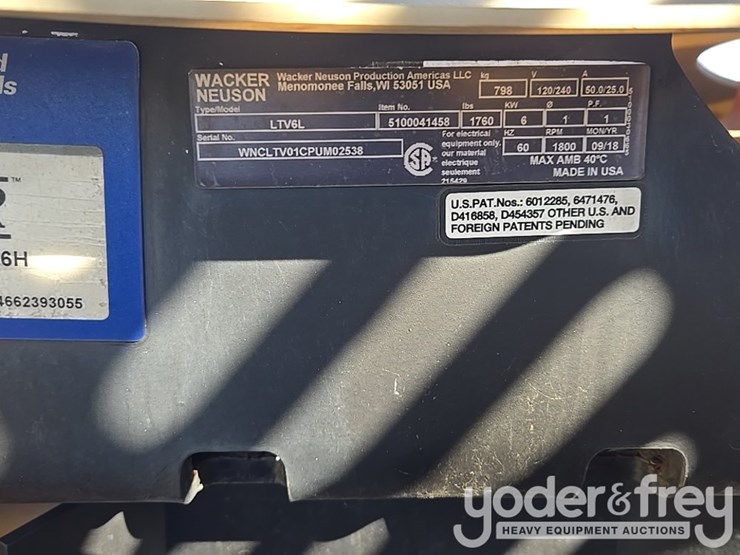 WACKER
NEUSON
Wacker Neuson Production Americas LLC
Menomonee Falls,WI 53051 USA
kg
798
V
120/240
A
50.0/25.0
Type/Model
LTV6L
Item No.
5100041458
lbs
1760
KW
6
Ø
1
P.F.
1
Serial No.
WNCLTV01CPUM02538
For electrical
equipment only.
our material
electrique
seulement
215429
HZ
60
RPM
1800
MON/YR
09/18
MAX AMB 40°C
MADE IN USA
U.S.PAT.Nos.: 6012285, 6471476,
D416858, D454357 OTHER U.S. AND
FOREIGN PATENTS PENDING
6H
4662393055
yoder&frey
HEAVY EQUIPMENT AUCTIONS